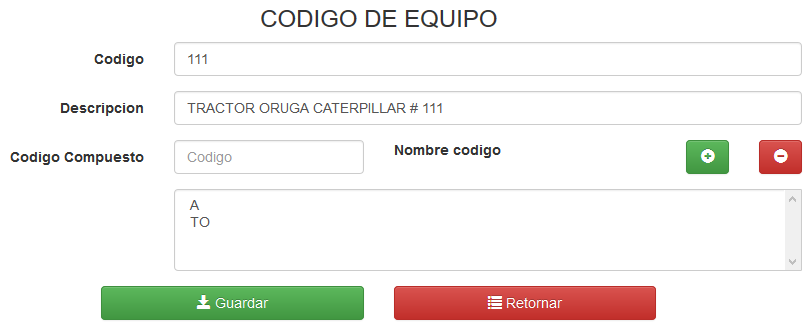 CODIGO DE EQUIPO
Codigo 111
Descripcion TRACTOR ORUGA CATERPILLAR # 111
Codigo Compuesto Codigo Nombre codigo
A
TO
Guardar Retornar